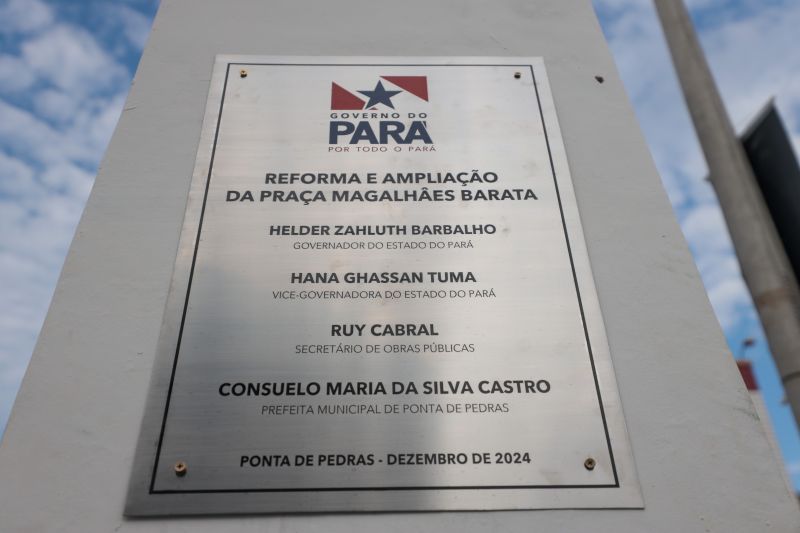 GOVERNO DO
PARÁ
POR TODO O PARÁ
REFORMA E AMPLIAÇÃO
DA PRAÇA MAGALHÃES BARATA
HELDER ZAHLUTH BARBALHO
GOVERNADOR DO ESTADO DO PARÁ
HANA GHASSAN TUMA
VICE-GOVERNADORA DO ESTADO DO PARÁ
RUY CABRAL
SECRETÁRIO DE OBRAS PÚBLICAS
CONSUELO MARIA DA SILVA CASTRO
PREFEITA MUNICIPAL DE PONTA DE PEDRAS
PONTA DE PEDRAS - DEZEMBRO DE 2024